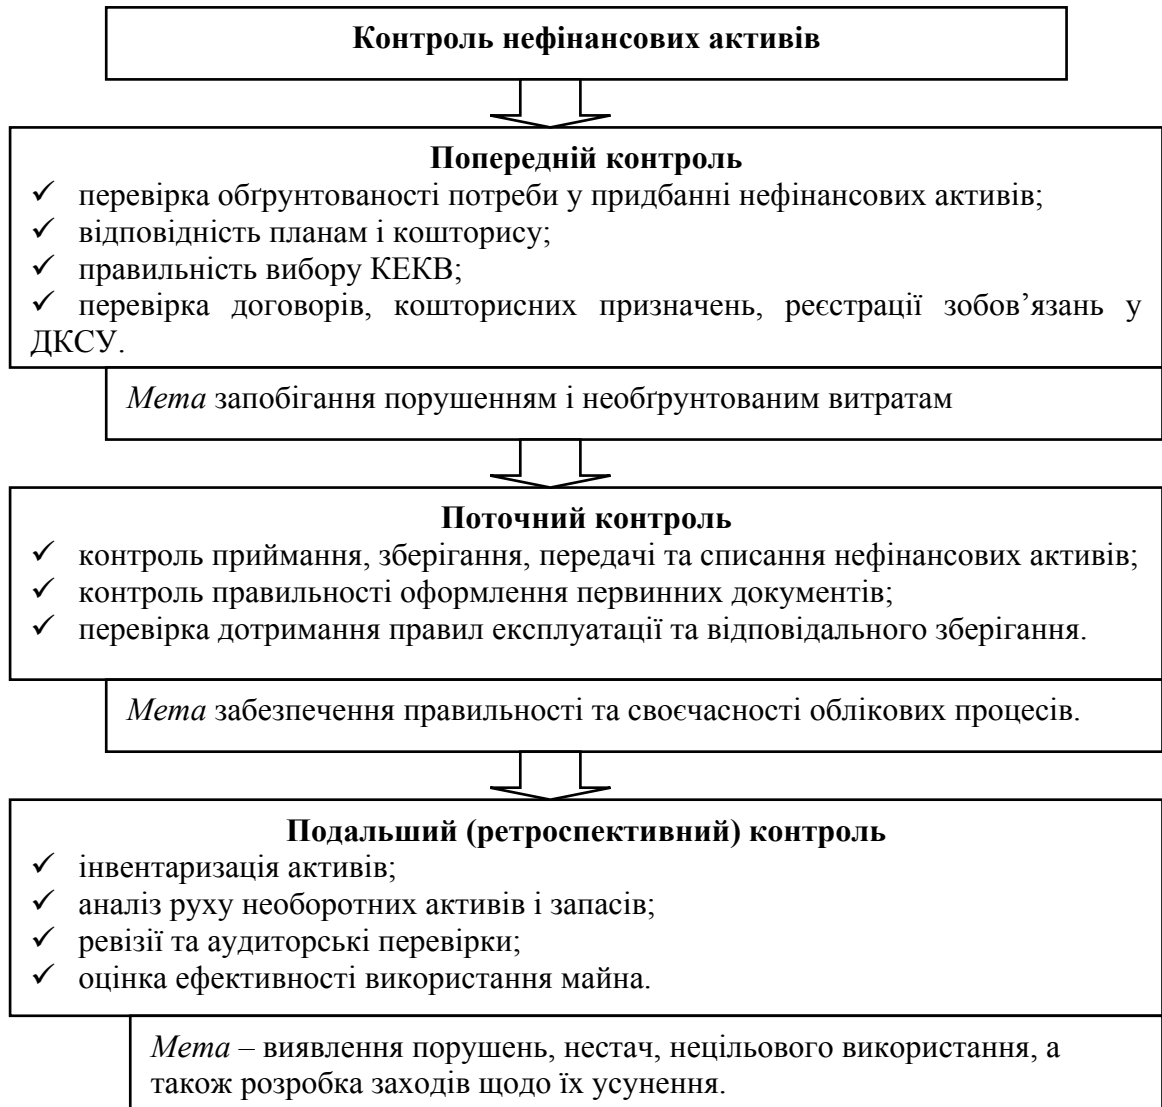 Контроль нефінансових активів
Попередній контроль
✓ перевірка обґрунтованості потреби у придбанні нефінансових активів;
✓ відповідність планам і кошторису;
✓ правильність вибору КЕКВ;
✓ перевірка договорів, кошторисних призначень, реєстрації зобов’язань у
ДКСУ.
Мета запобігання порушенням і необґрунтованим витратам
Поточний контроль
✓ контроль приймання, зберігання, передачі та списання нефінансових активів;
✓ контроль правильності оформлення первинних документів;
✓ перевірка дотримання правил експлуатації та відповідального зберігання.
Мета забезпечення правильності та своєчасності облікових процесів.
Подальший (ретроспективний) контроль
✓ інвентаризація активів;
✓ аналіз руху необоротних активів і запасів;
✓ ревізії та аудиторські перевірки;
✓ оцінка ефективності використання майна.
Мета – виявлення порушень, нестач, нецільового використання, а
також розробка заходів щодо їх усунення.